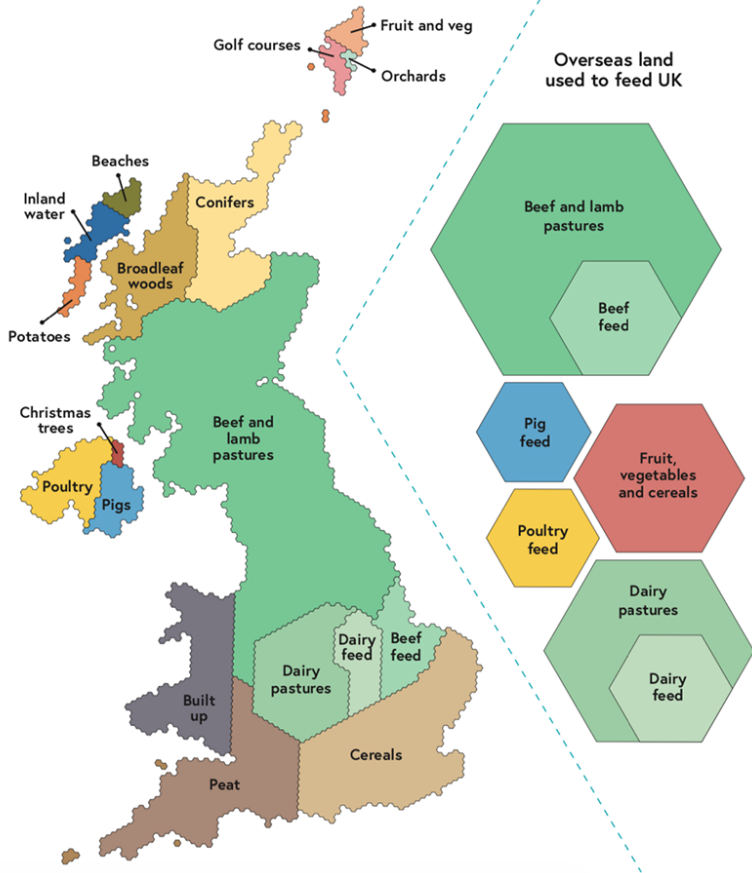 Fruit and veg
Golf courses
Orchards
Overseas land
used to feed UK
Beaches
Inland
water
Conifers
Broadleaf
woods
Potatoes
Beef and lamb
pastures
Beef
feed
Christmas
trees
Beef and
lamb
pastures
Poultry
Pigs
Pig
feed
Fruit,
vegetables
and cereals
Poultry
feed
Dairy
pastures
Dairy
feed
Dairy
pastures
Dairy
feed
Beef
feed
Built
up
Cereals
Peat